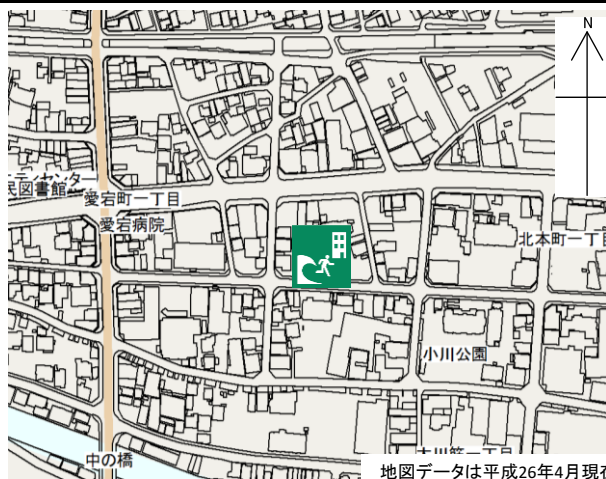 N
ティセンター
民図書館
愛宕町一丁目
愛宕病院
北本町一丁目
小川公園
中の橋
地図データは平成26年4月現在